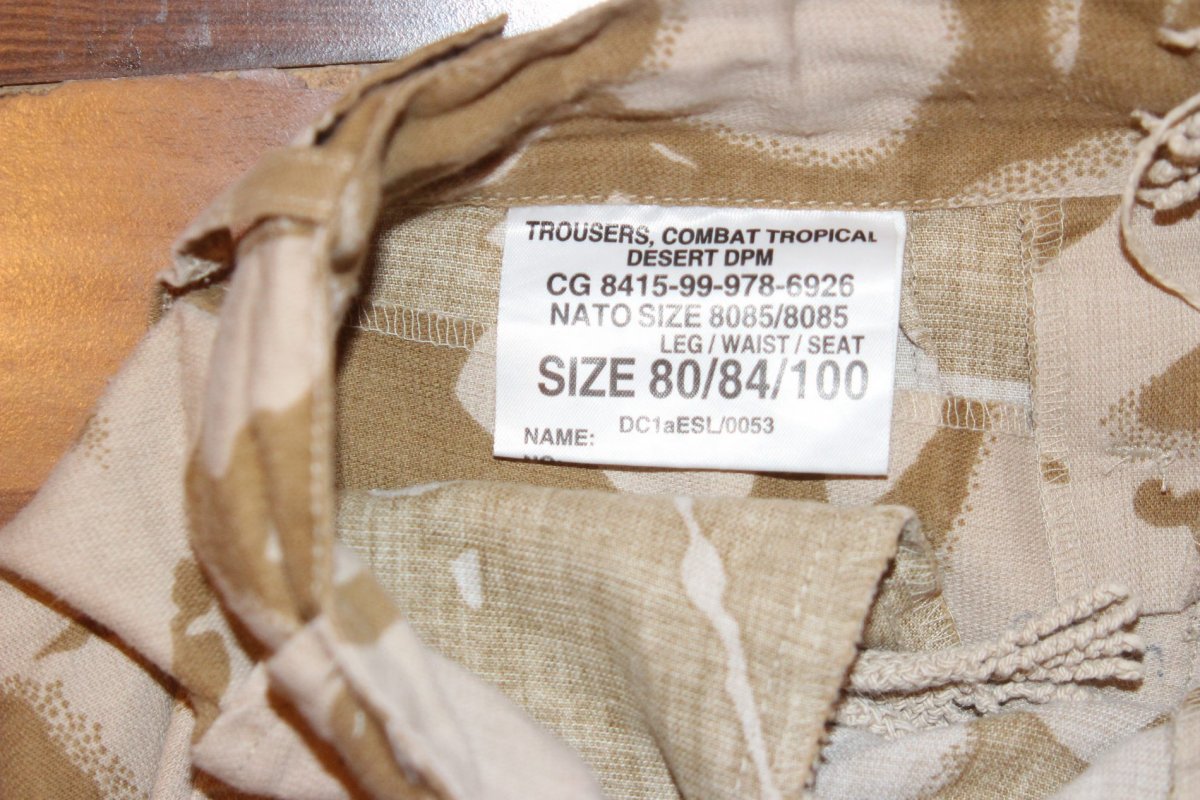 TROUSERS, COMBAT TROPICAL
DESERT DPM
CG 8415-99-978-6926
NATO SIZE 8085/8085
LEG / WAIST / SEAT
SIZE 80/84/100
DC1aESL/0053
NAME: